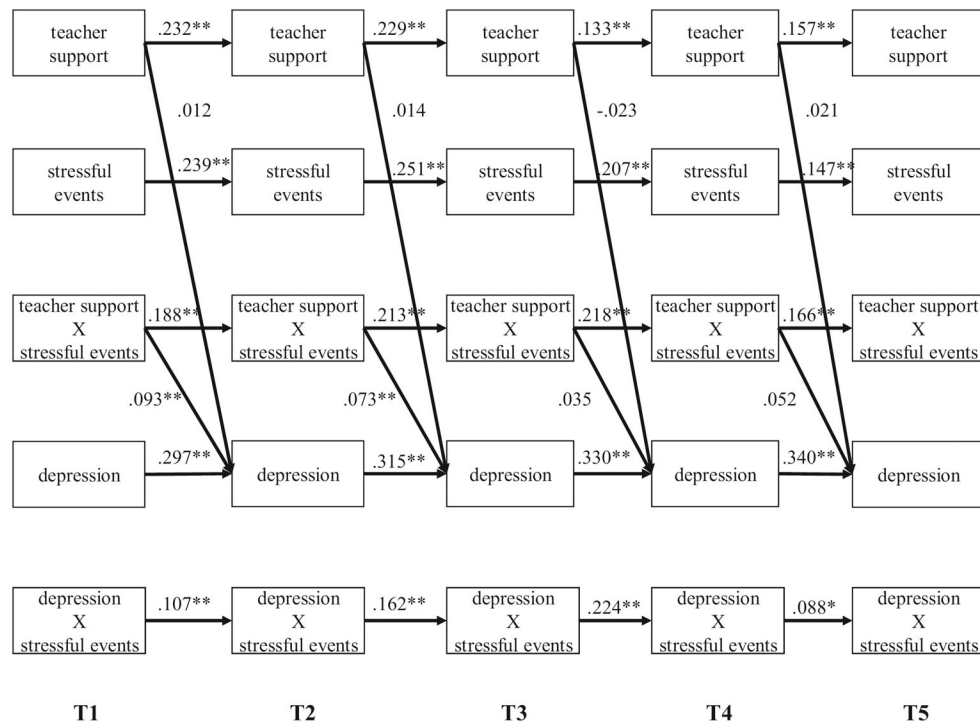 teacher support .232** teacher support .229** teacher support .133** teacher support .157** teacher support
.012 .014 -.023 .021
stressful events .239** stressful events .251** stressful events .207** stressful events .147** stressful events
teacher support X stressful events .188** teacher support X stressful events .213** teacher support X stressful events .218** teacher support X stressful events .166** teacher support X stressful events
.093** .073** .035 .052
depression .297** depression .315** depression .330** depression .340** depression
depression X stressful events .107** depression X stressful events .162** depression X stressful events .224** depression X stressful events .088* depression X stressful events
T1 T2 T3 T4 T5